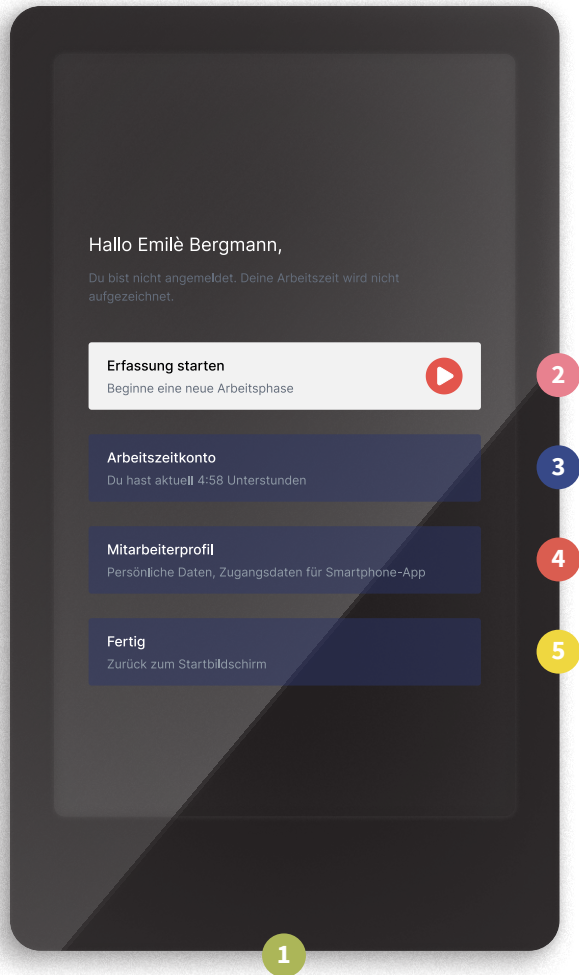 Hallo Emilè Bergmann,
Du bist nicht angemeldet. Deine Arbeitszeit wird nicht
aufgezeichnet.
Erfassung starten
Beginne eine neue Arbeitsphase
2
Arbeitszeitkonto
Du hast aktuell 4:58 Unterstunden
3
Mitarbeiterprofil
Persönliche Daten, Zugangsdaten für Smartphone-App
4
Fertig
Zurück zum Startbildschirm
5
1